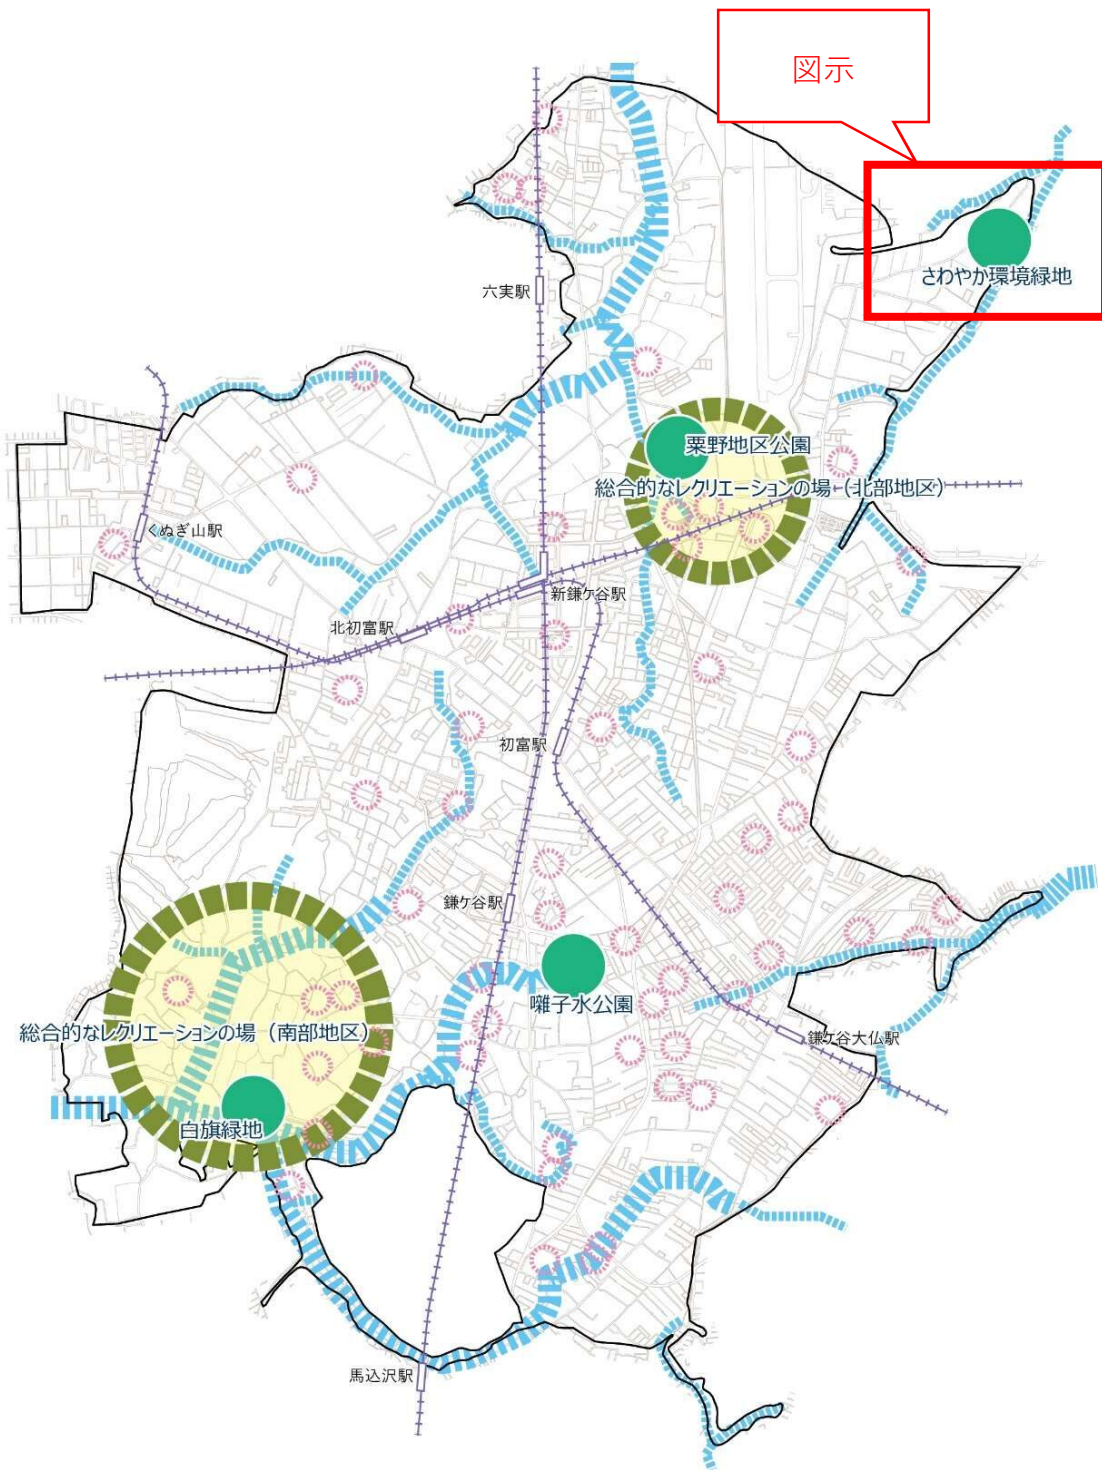 図示
さわやか環境緑地
六実駅
粟野地区公園
総合的なレクリエーションの場（北部地区）
くぬぎ山駅
新鎌ケ谷駅
北初富駅
初富駅
鎌ケ谷駅
囃子水公園
総合的なレクリエーションの場（南部地区）
鎌ケ谷大仏駅
白旗緑地
馬込沢駅